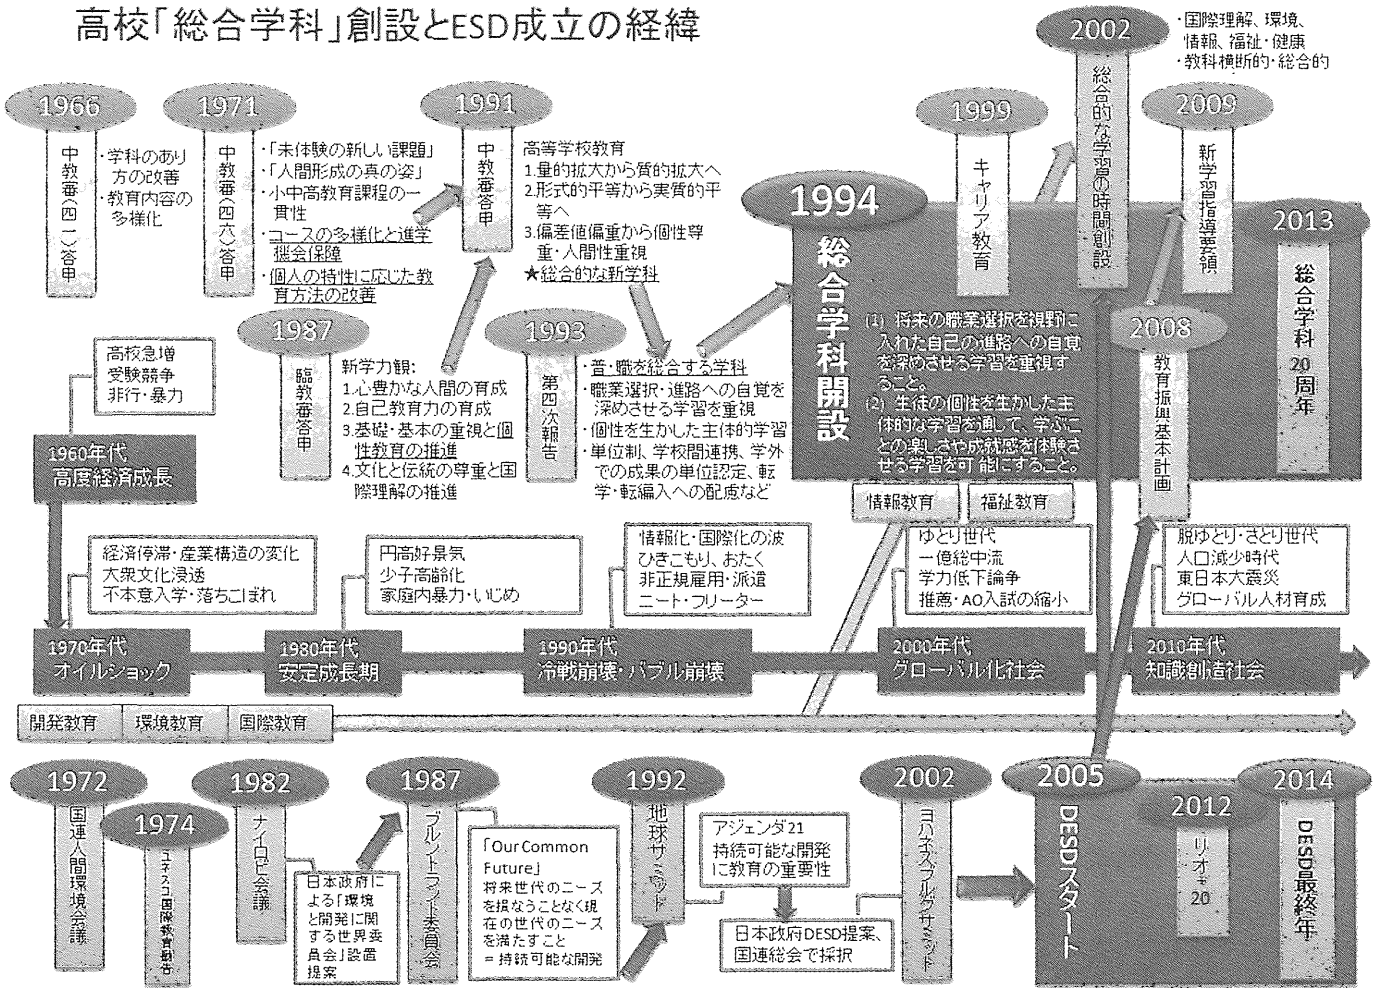 高校「総合学科」創設とESD成立の経緯
1966
中教審(四一)答申
・学科のあり
方の改善
・教育内容の
多様化
1971
中教審(四六)答申
・「未体験の新しい課題」
・「人間形成の真の姿」
・小中高教育課程の一
貫性
・コースの多様化と進学
機会保障
・個人の特性に応じた教
育方法の改善
1987
臨教審答申
新学力観:
1.心豊かな人間の育成
2.自己教育力の育成
3.基礎・基本の重視と個
性教育の推進
4.文化と伝統の尊重と国
際理解の推進
1991
中教審答申
高等学校教育
1.量的拡大から質的拡大へ
2.形式的平等から実質的平
等へ
3.偏差値偏重から個性尊
重・人間性重視
★総合的な新学科
1993
第四次報告
・普・職を総合する学科
・職業選択・進路への自覚を
深めさせる学習を重視
・個性を生かした主体的学習
・単位制、学校間連携、学外
での成果の単位認定、転
学・転編入への配慮など
1994
総合学科開設
(1) 将来の職業選択を視野に
入れた自己の進路への自覚
を深めさせる学習を重視す
ること。
(2) 生徒の個性を生かした主
体的な学習を通して、学ぶこ
との楽しさや成就感を体験さ
せる学習を可能にすること。
1999
キャリア教育
2002
総合的な学習の時間創設
・国際理解、環境、
情報、福祉・健康
・教科横断的・総合的
2009
新学習指導要領
2008
教育振興基本計画
2013
総合学科20周年
情報教育
福祉教育
高校急増
受験競争
非行・暴力
1960年代
高度経済成長
経済停滞・産業構造の変化
大衆文化浸透
不本意入学・落ちこぼれ
1970年代
オイルショック
円高好景気
少子高齢化
家庭内暴力・いじめ
1980年代
安定成長期
情報化・国際化の波
ひきこもり、おたく
非正規雇用・派遣
ニート・フリーター
1990年代
冷戦崩壊・バブル崩壊
ゆとり世代
一億総中流
学力低下論争
推薦・AO入試の縮小
2000年代
グローバル化社会
脱ゆとり・さとり世代
人口減少時代
東日本大震災
グローバル人材育成
2010年代
知識創造社会
開発教育
環境教育
国際教育
1972
国連人間環境会議
1974
ユネスコ国際教育勧告
1982
ナイロビ会議
日本政府によ
る「環境
と開発に関
する世界委
員会」設置
提案
1987
ブルントラント委員会
「Our Common
Future」
将来世代のニーズ
を損なうことなく現
在の世代のニーズ
を満たすこと
=持続可能な開発
1992
地球サミット
アジェンダ21
持続可能な開発
に教育の重要性
日本政府DESD提案、
国連総会で採択
2002
ヨハネスブルグサミット
2005
DESDスタート
2012
リオ+20
2014
DESD最終年